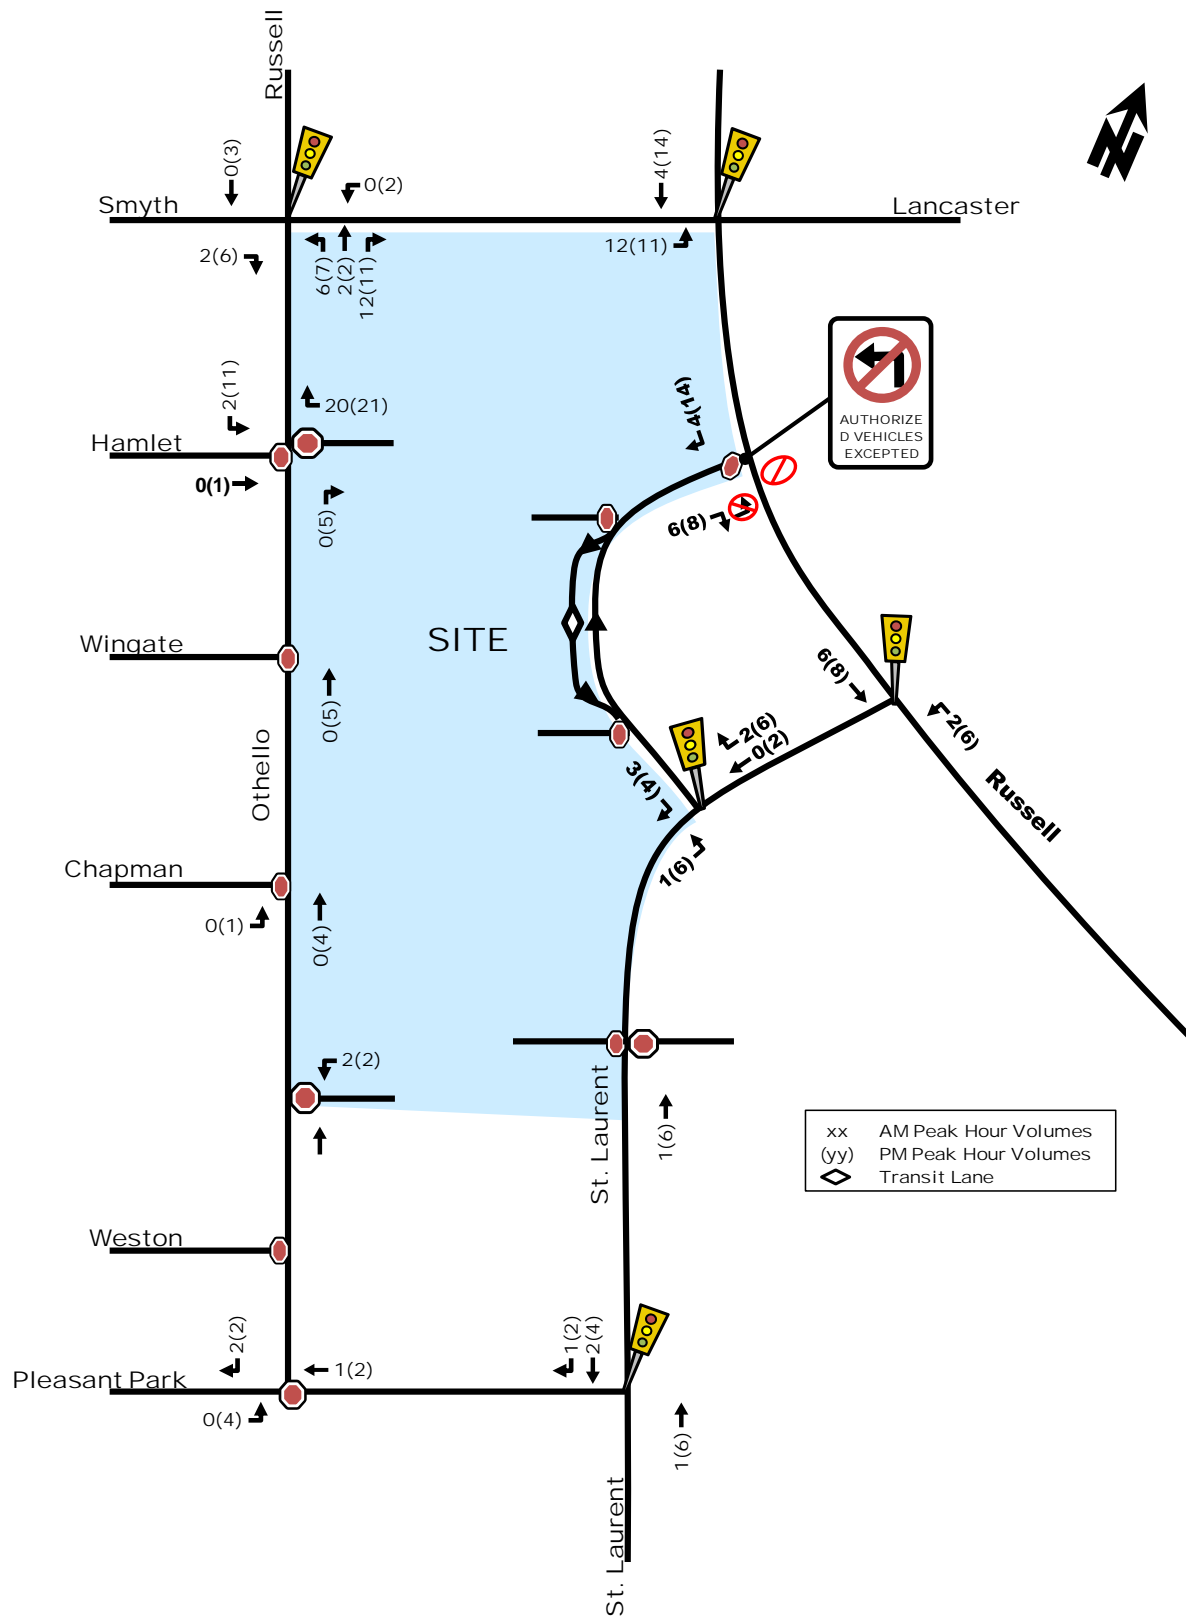 Russell
0(3)
4(14)
0(2)
Smyth
Lancaster
2(6)
6(7)
2(2)
12(11)
12(11)
2(11)
20(21)
4(14)
AUTHORIZE
D VEHICLES
EXCEPTED
Hamlet
0(1)
0(5)
6(8)
SITE
Wingate
0(5)
6(8)
2(6)
0(2)
2(6)
Othello
3(4)
Russell
Chapman
1(6)
0(1)
0(4)
2(2)
St. Laurent
1(6)
xx AM Peak Hour Volumes
(yy) PM Peak Hour Volumes
Transit Lane
Weston
2(2)
1(2)
1(2)
2(4)
Pleasant Park
0(4)
1(6)
St. Laurent